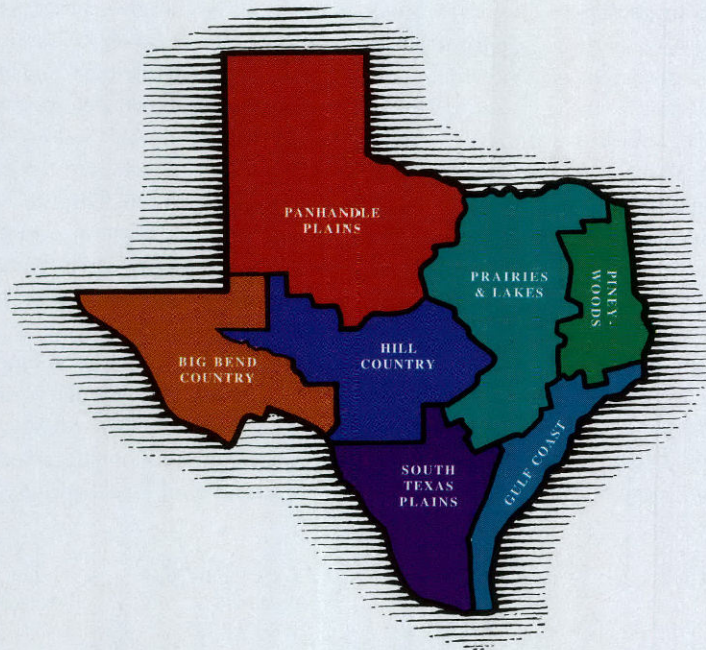 PANHANDLE
PLAINS
PRAIRIES
& LAKES
PINEY-
WOODS
HILL
COUNTRY
BIG BEND
COUNTRY
GULF COAST
SOUTH
TEXAS
PLAINS